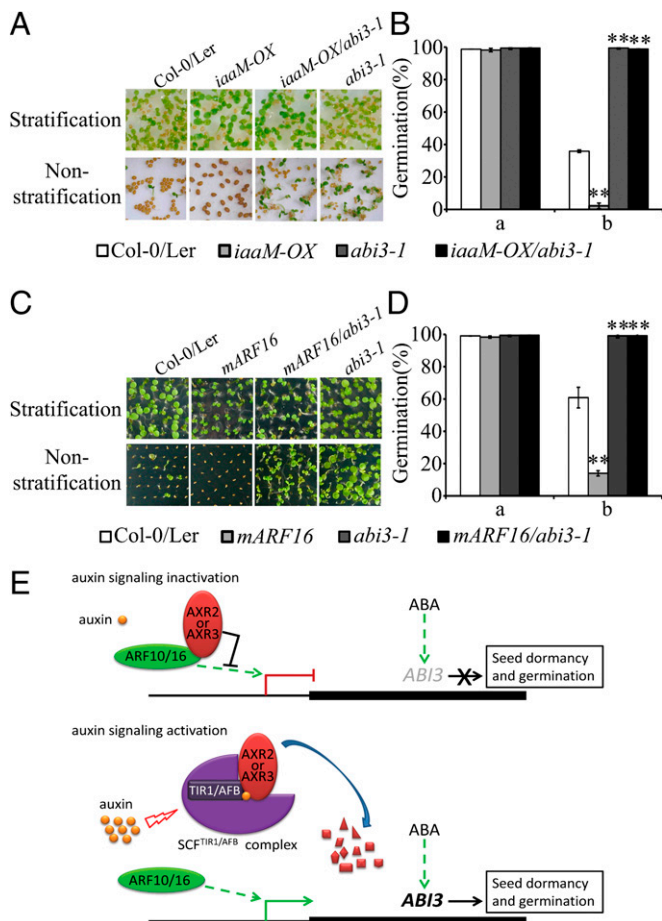 A
Col-0/Ler
iaaM-OX
iaaM-OX/abi3-1
abi3-1
Stratification
Non-
stratification
B
Germination(%)
100
80
60
40
20
0
**
****
a
b
Col-0/Ler iaaM-OX abi3-1 iaaM-OX/abi3-1
C
Col-0/Ler
mARF16
mARF16/abi3-1
abi3-1
Stratification
Non-
stratification
D
Germination(%)
100
80
60
40
20
0
**
****
a
b
Col-0/Ler mARF16 abi3-1 mARF16/abi3-1
E
auxin signaling inactivation
auxin
AXR2
or
AXR3
ARF10/16
ABA
ABI3
X
Seed dormancy
and germination
auxin signaling activation
AXR2
or
AXR3
TIR1/AFB
auxin
SCFTIR1/AFB complex
ARF10/16
ABA
ABI3
Seed dormancy
and germination